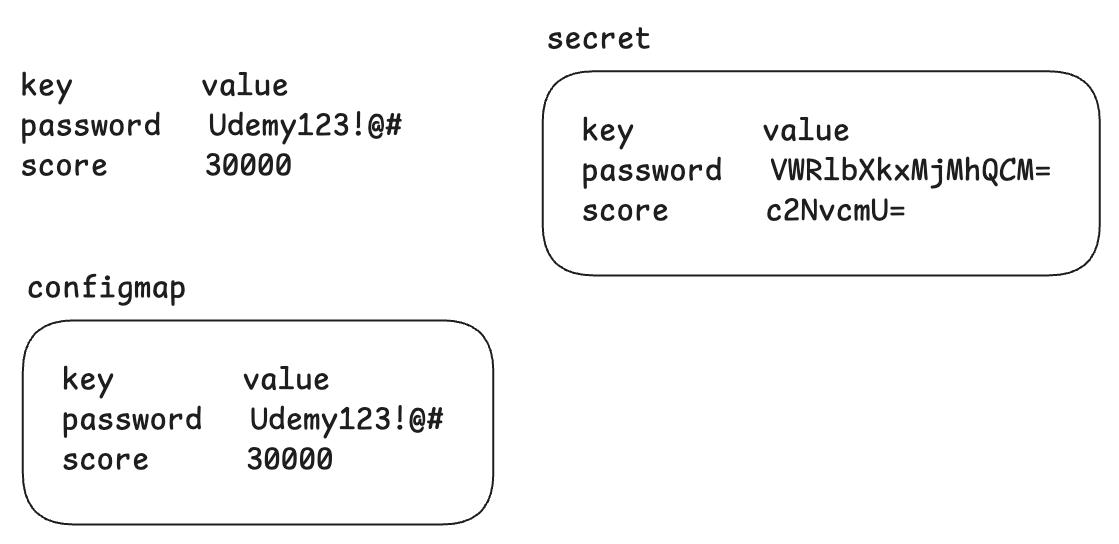 key value
password Udemy123!@#
score 30000
secret
key value
password VWRlbXkxMjMhQCM=
score c2NvcmU=
configmap
key value
password Udemy123!@#
score 30000